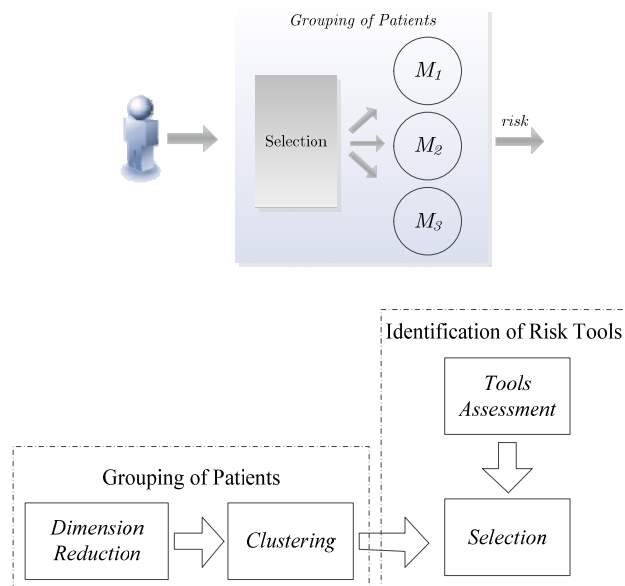 Grouping of Patients
M1
Selection
M2
risk
M3
Identification of Risk Tools
Tools
Assessment
Grouping of Patients
Dimension
Reduction
Clustering
Selection